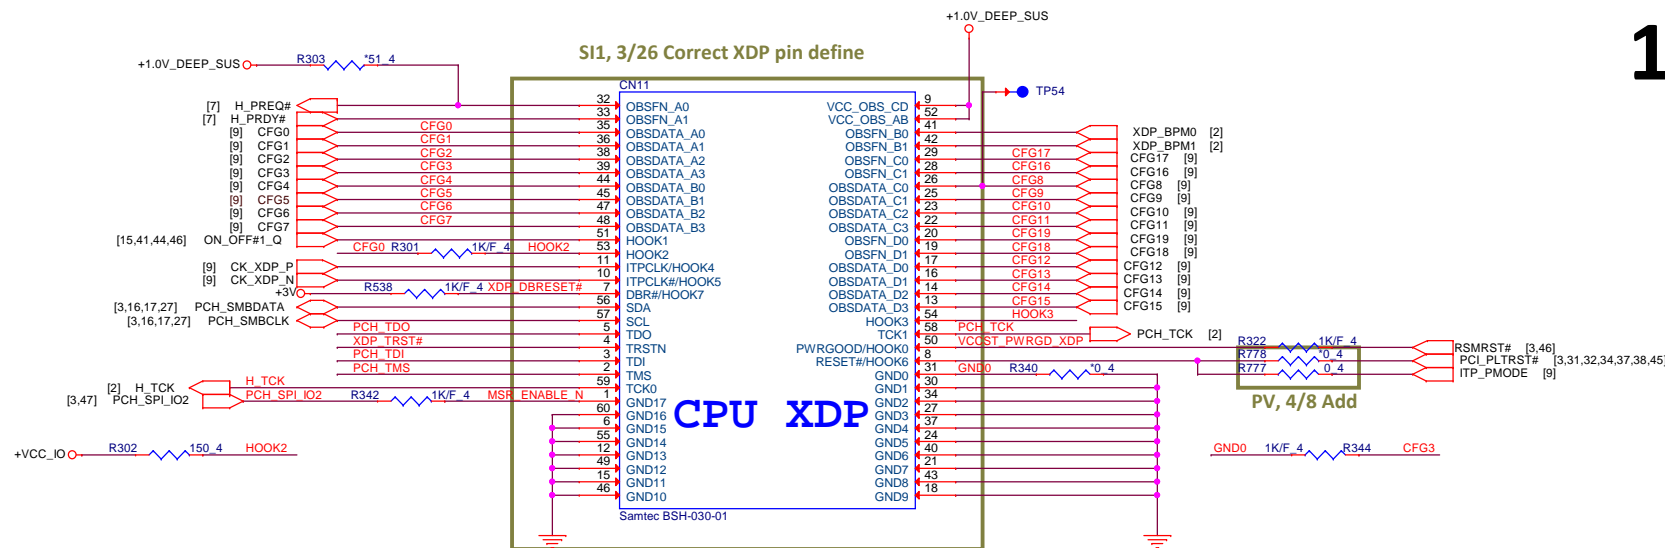 +1.0V_DEEP_SUS
1
SI1, 3/26 Correct XDP pin define
+1.0V_DEEP_SUS R303 *51_4
CN11
TP54
[7] H_PREQ# 32 OBSFN_A0 VCC_OBS_CD 9
[7] H_PRDY# 33 OBSFN_A1 VCC_OBS_AB 52
[9] CFG0 CFG0 35 OBSDATA_A0 OBSFN_B0 41 XDP_BPM0 [2]
[9] CFG1 CFG1 36 OBSDATA_A1 OBSFN_B1 42 XDP_BPM1 [2]
[9] CFG2 CFG2 38 OBSDATA_A2 OBSFN_C0 29 CFG17 CFG17 [9]
[9] CFG3 CFG3 39 OBSDATA_A3 OBSFN_C1 28 CFG16 CFG16 [9]
[9] CFG4 CFG4 44 OBSDATA_B0 OBSDATA_C0 26 CFG8 CFG8 [9]
[9] CFG5 CFG5 45 OBSDATA_B1 OBSDATA_C1 25 CFG9 CFG9 [9]
[9] CFG6 CFG6 47 OBSDATA_B2 OBSDATA_C2 23 CFG10 CFG10 [9]
[9] CFG7 CFG7 48 OBSDATA_B3 OBSDATA_C3 22 CFG11 CFG11 [9]
[15,41,44,46] ON_OFF#1_Q 51 HOOK1 OBSFN_D0 20 CFG19 CFG19 [9]
CFG0 R301 1K/F_4 HOOK2 53 HOOK2 OBSFN_D1 19 CFG18 CFG18 [9]
[9] CK_XDP_P 11 ITPCLK/HOOK4 OBSDATA_D0 17 CFG12 CFG12 [9]
[9] CK_XDP_N 10 ITPCLK#/HOOK5 OBSDATA_D1 16 CFG13 CFG13 [9]
+3V R538 1K/F_4 XDP_DBRESET# 7 DBR#/HOOK7 OBSDATA_D2 14 CFG14 CFG14 [9]
[3,16,17,27] PCH_SMBDATA 56 SDA OBSDATA_D3 13 CFG15 CFG15 [9]
[3,16,17,27] PCH_SMBCLK 57 SCL HOOK3 54 HOOK3
PCH_TDO 5 TDO TCK1 58 PCH_TCK PCH_TCK [2]
XDP_TRST# 4 TRSTN PWRGOOD/HOOK0 50 VCCST_PWRGD_XDP R322 1K/F_4 RSMRST# [3,46]
PCH_TDI 3 TDI RESET#/HOOK6 8 R778 *0_4 PCI_PLTRST# [3,31,32,34,37,38,45]
PCH_TMS 2 TMS GND0 31 GND0 R340 *0_4 R777 0_4 ITP_PMODE [9]
[2] H_TCK H_TCK 59 TCK0 GND1 30
[3,47] PCH_SPI_IO2 PCH_SPI_IO2 R342 1K/F_4 MSR_ENABLE_N 1 GND17 GND2 34
PV, 4/8 Add
60 GND16 GND3 27
CPU XDP
6 GND15 GND4 37
55 GND14 GND5 24
+VCC_IO R302 150_4 HOOK2 12 GND13 GND6 40 GND0 1K/F_4 R344 CFG3
49 GND12 GND7 21
15 GND11 GND8 43
46 GND10 GND9 18
Samtec BSH-030-01